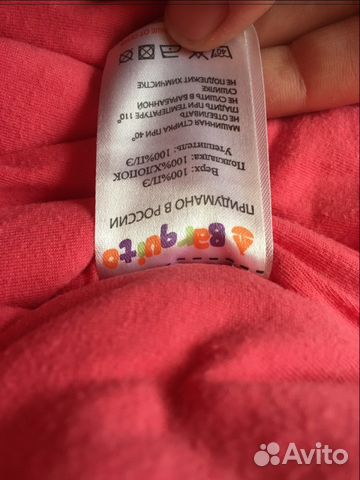 Barquito
ПРИДУМАНО В РОССИИ
Верх: 100%П/Э
Подкладка: 100%ХЛОПОК
Утеплитель: 100%П/Э
МАШИННАЯ СТИРКА ПРИ 40°
НЕ ОТБЕЛИВАТЬ
ГЛАДИТЬ ПРИ ТЕМПЕРАТУРЕ 110°
НЕ СУШИТЬ В БАРАБАННОЙ
СУШИЛКЕ
НЕ ПОДЛЕЖИТ ХИМЧИСТКЕ
40°
Avito